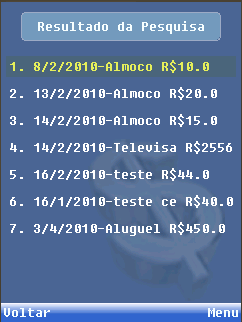 Resultado da Pesquisa
1. 8/2/2010-Almoco R$10.0
2. 13/2/2010-Almoco R$20.0
3. 14/2/2010-Almoco R$15.0
4. 14/2/2010-Televisa R$2556
5. 16/2/2010-teste R$44.0
6. 16/1/2010-teste ce R$40.0
7. 3/4/2010-Aluguel R$450.0
Voltar Menu